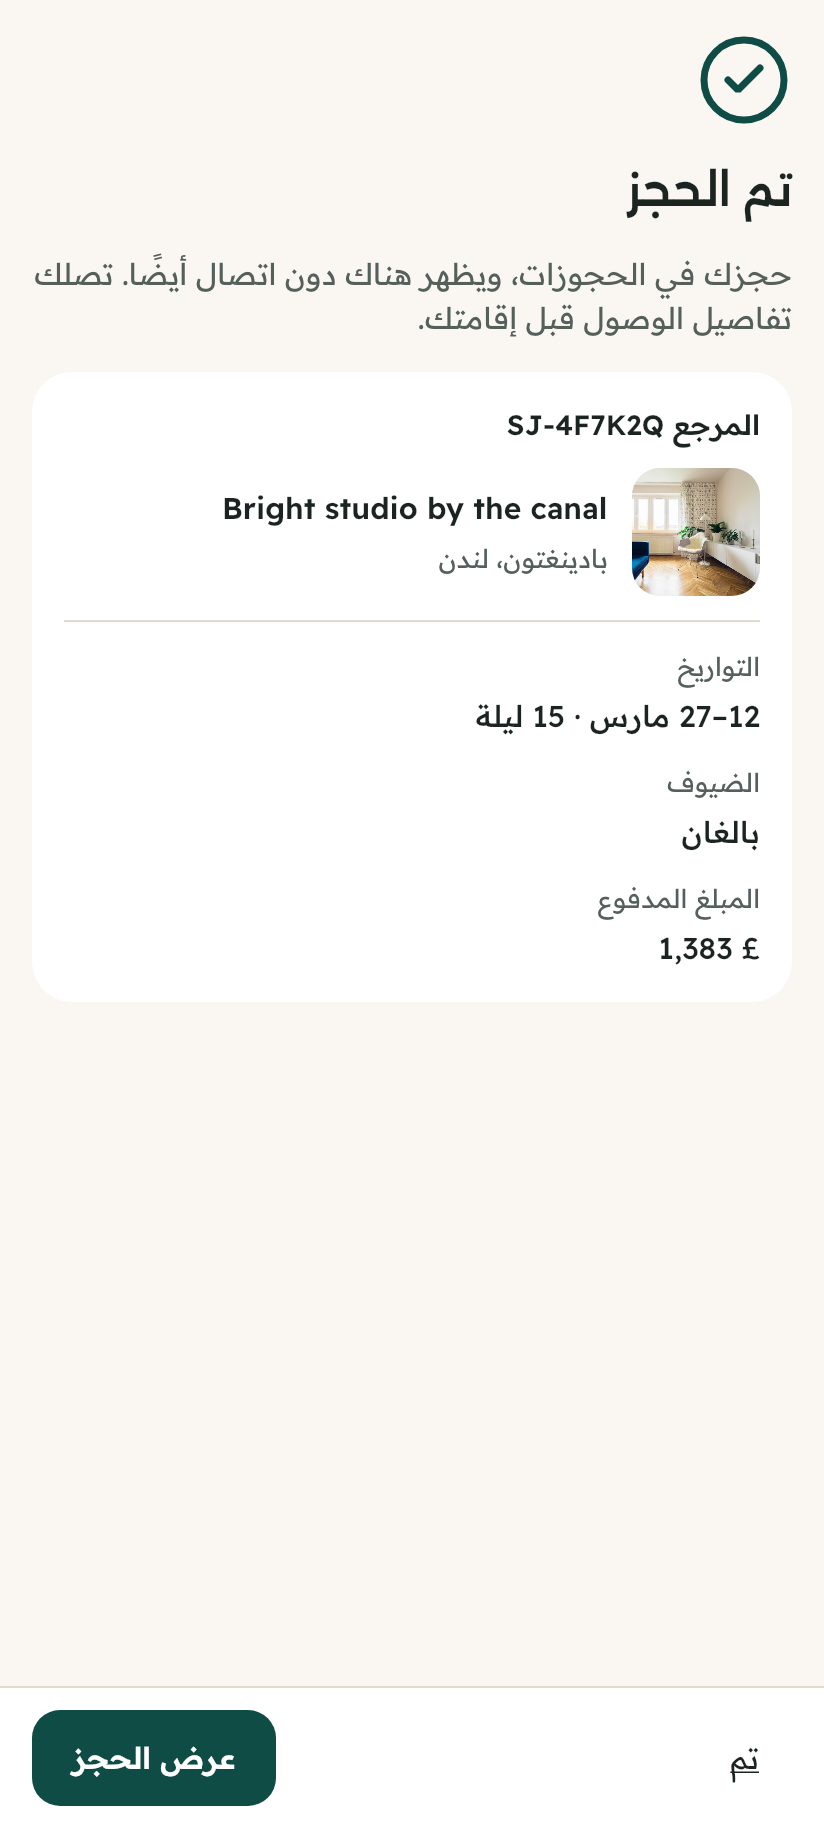 تم الحجز
حجزك في الحجوزات، ويظهر هناك دون اتصال أيضًا. تصلك
تفاصيل الوصول قبل إقامتك.
المرجع SJ-4F7K2Q
Bright studio by the canal
بادينغتون، لندن
التواريخ
12–27 مارس · 15 ليلة
الضيوف
بالغان
المبلغ المدفوع
£ 1,383
تم
عرض الحجز